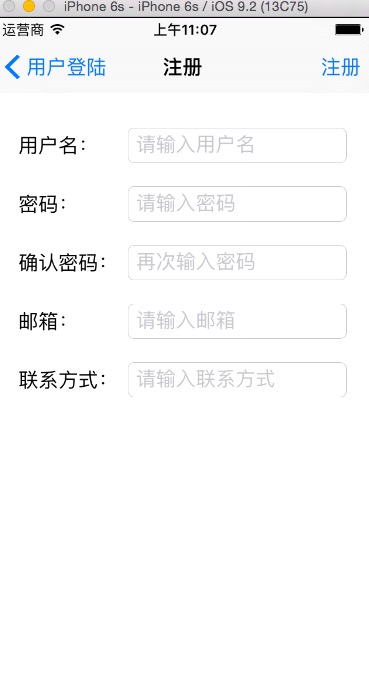 iPhone 6s - iPhone 6s / iOS 9.2 (13C75)
运营商 上午11:07
用户登陆 注册 注册
用户名： 请输入用户名
密码： 请输入密码
确认密码： 再次输入密码
邮箱： 请输入邮箱
联系方式： 请输入联系方式